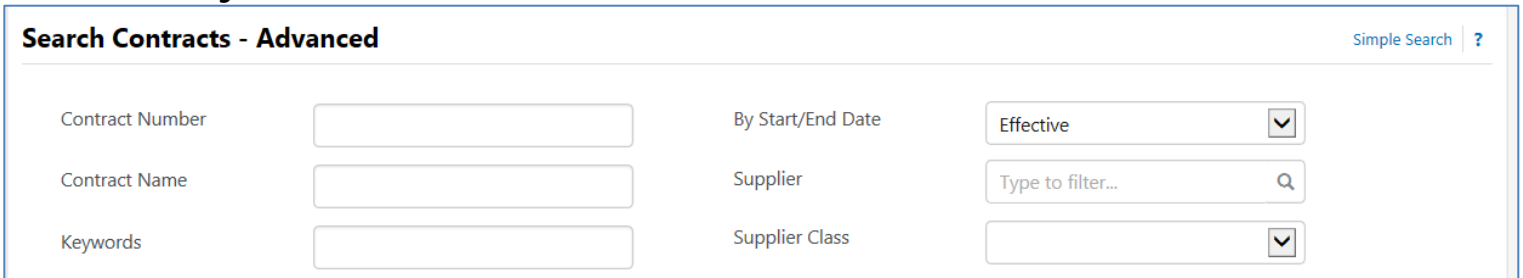 Search Contracts - Advanced
Simple Search ?
Contract Number
By Start/End Date Effective
Contract Name
Supplier Type to filter...
Keywords
Supplier Class